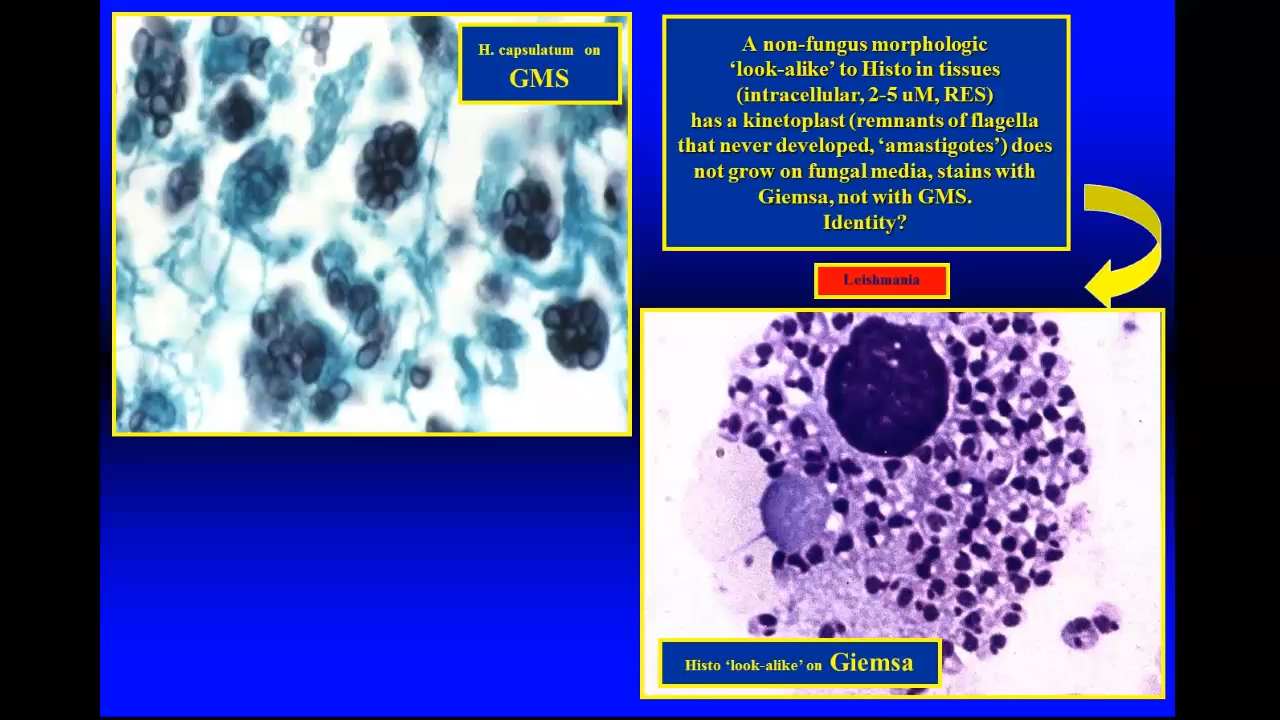 H. capsulatum on
GMS
A non-fungus morphologic
‘look-alike’ to Histo in tissues
(intracellular, 2-5 uM, RES)
has a kinetoplast (remnants of flagella
that never developed, ‘amastigotes’) does
not grow on fungal media, stains with
Giemsa, not with GMS.
Identity?
Leishmania
Histo ‘look-alike’ on Giemsa